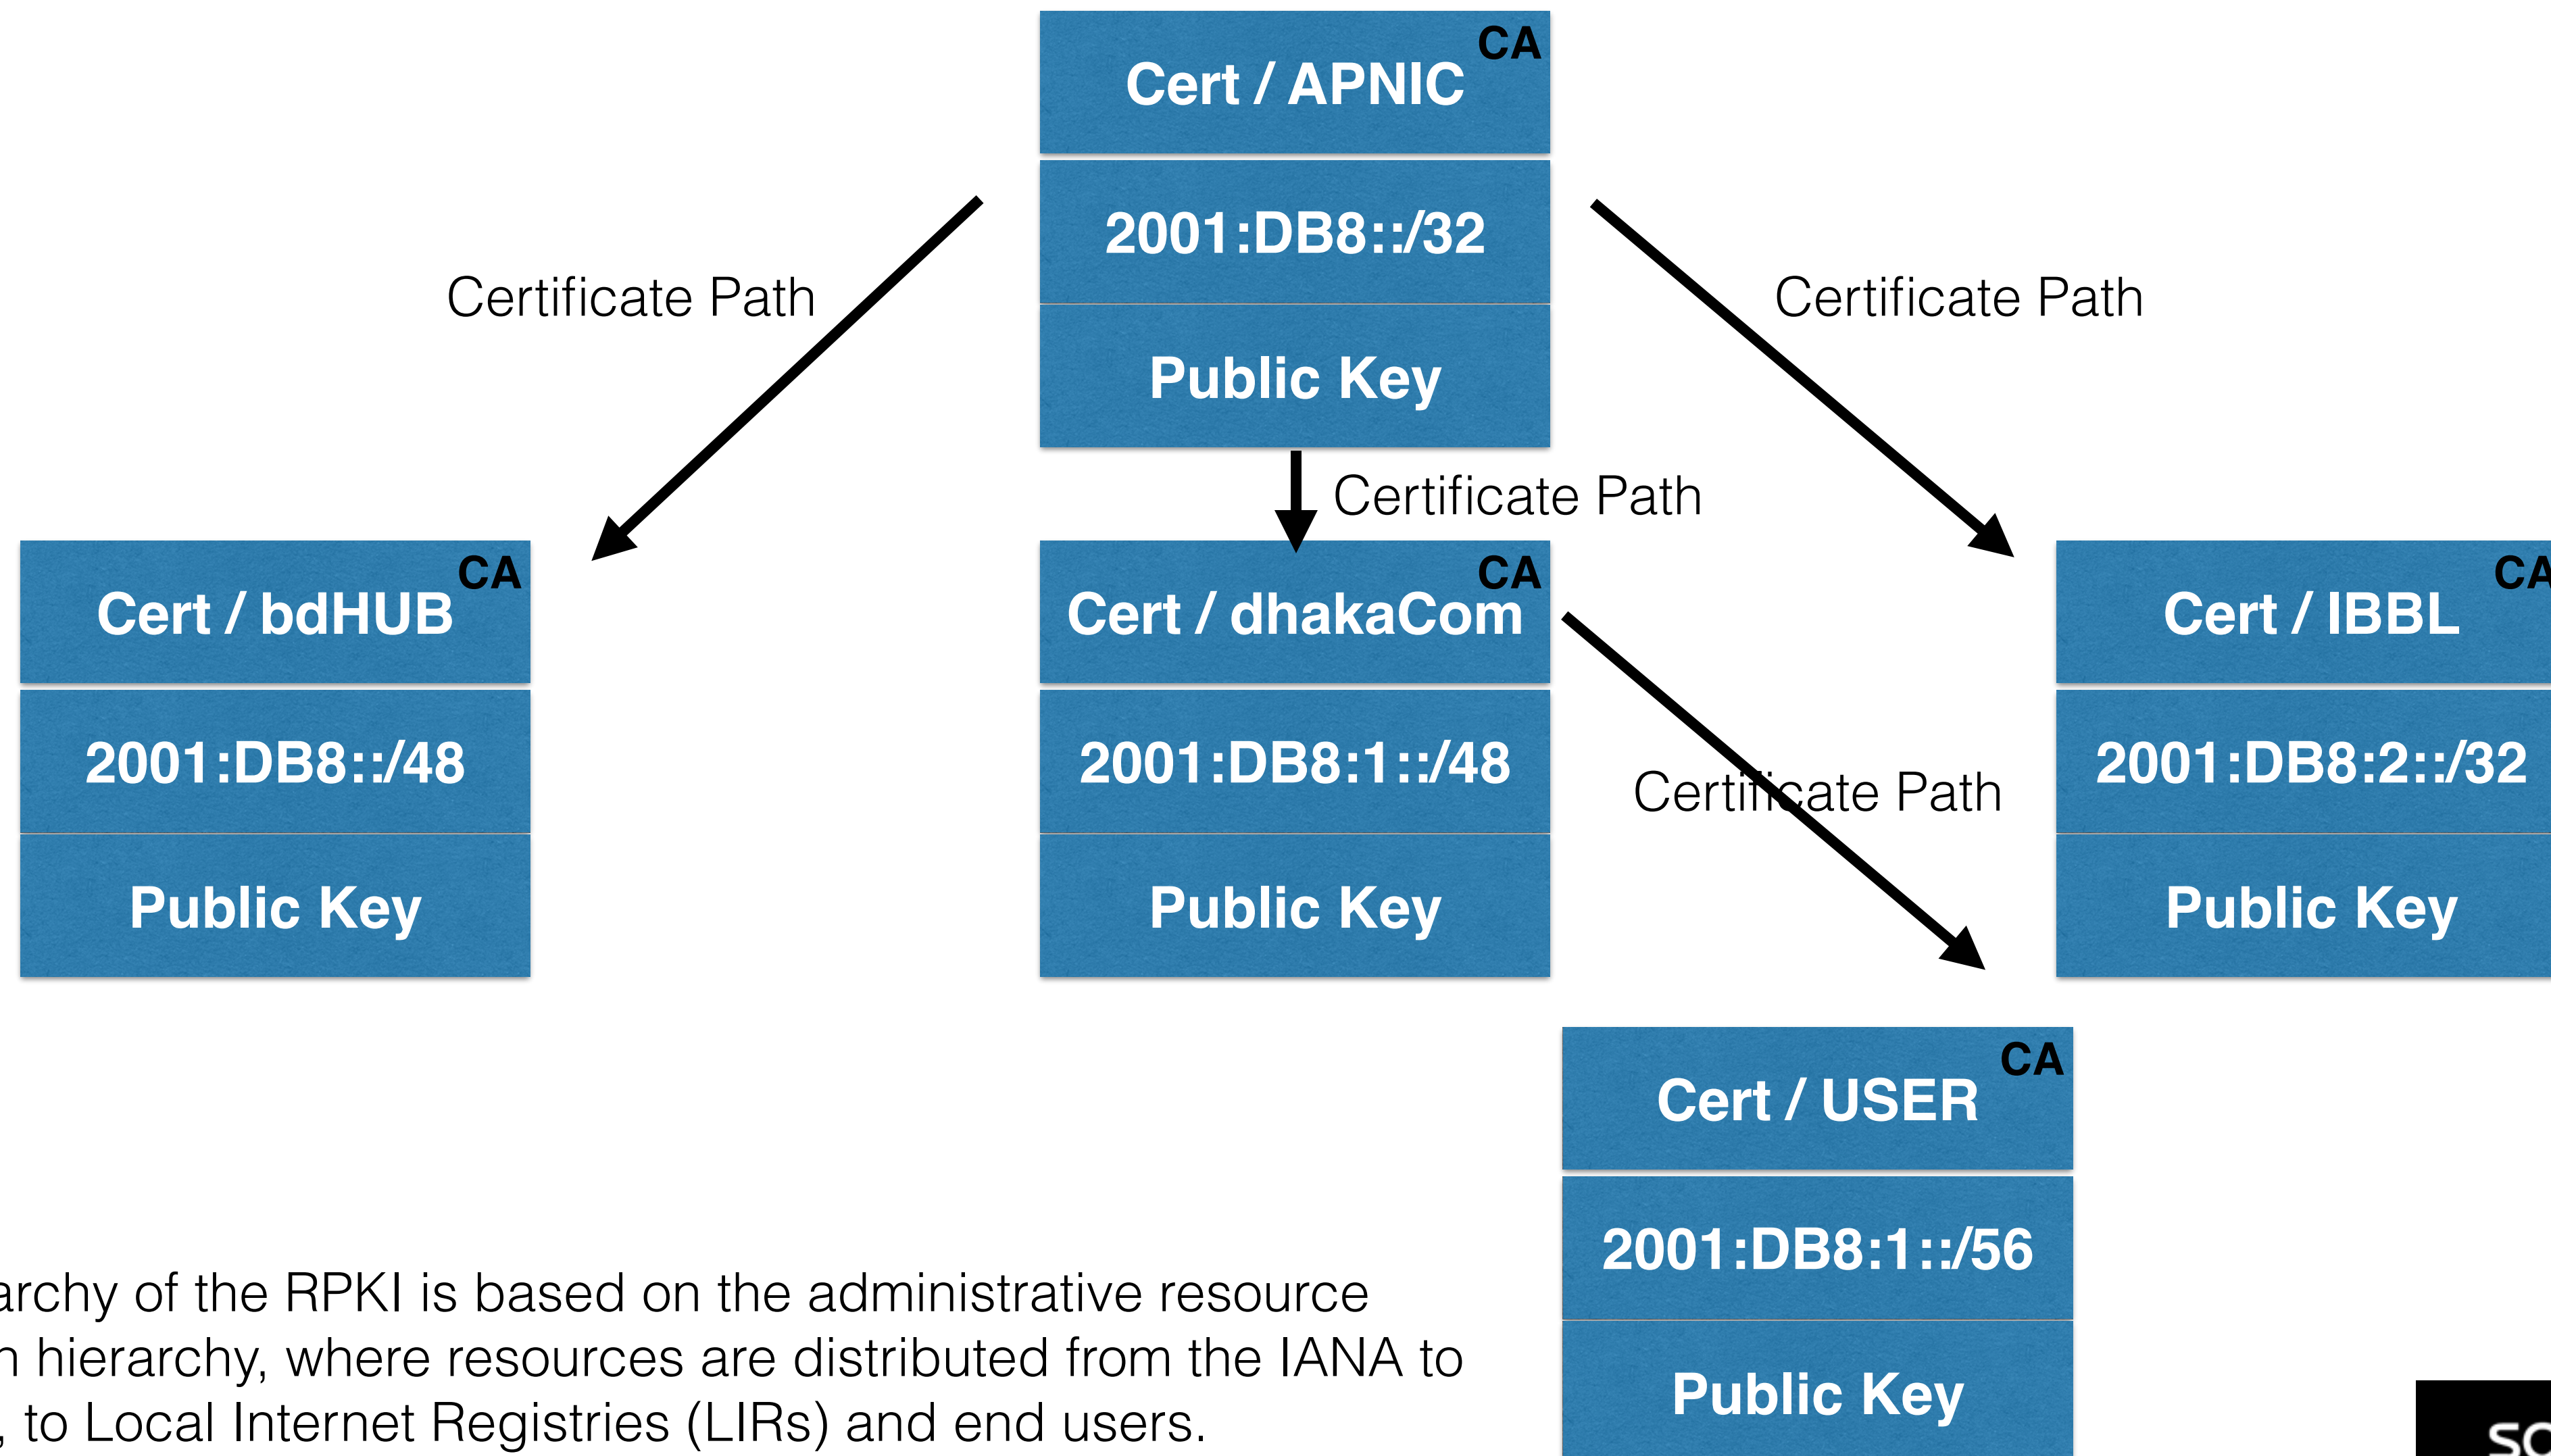 CA
Cert / APNIC
2001:DB8::/32
Public Key
Certificate Path
Certificate Path
Certificate Path
CA
Cert / bdHUB
2001:DB8::/48
Public Key
CA
Cert / dhakaCom
2001:DB8:1::/48
Public Key
CA
Cert / IBBL
2001:DB8:2::/32
Public Key
Certificate Path
CA
Cert / USER
2001:DB8:1::/56
Public Key
of the RPKI is based on the administrative resource
hierarchy, where resources are distributed from the IANA to
, to Local Internet Registries (LIRs) and end users.